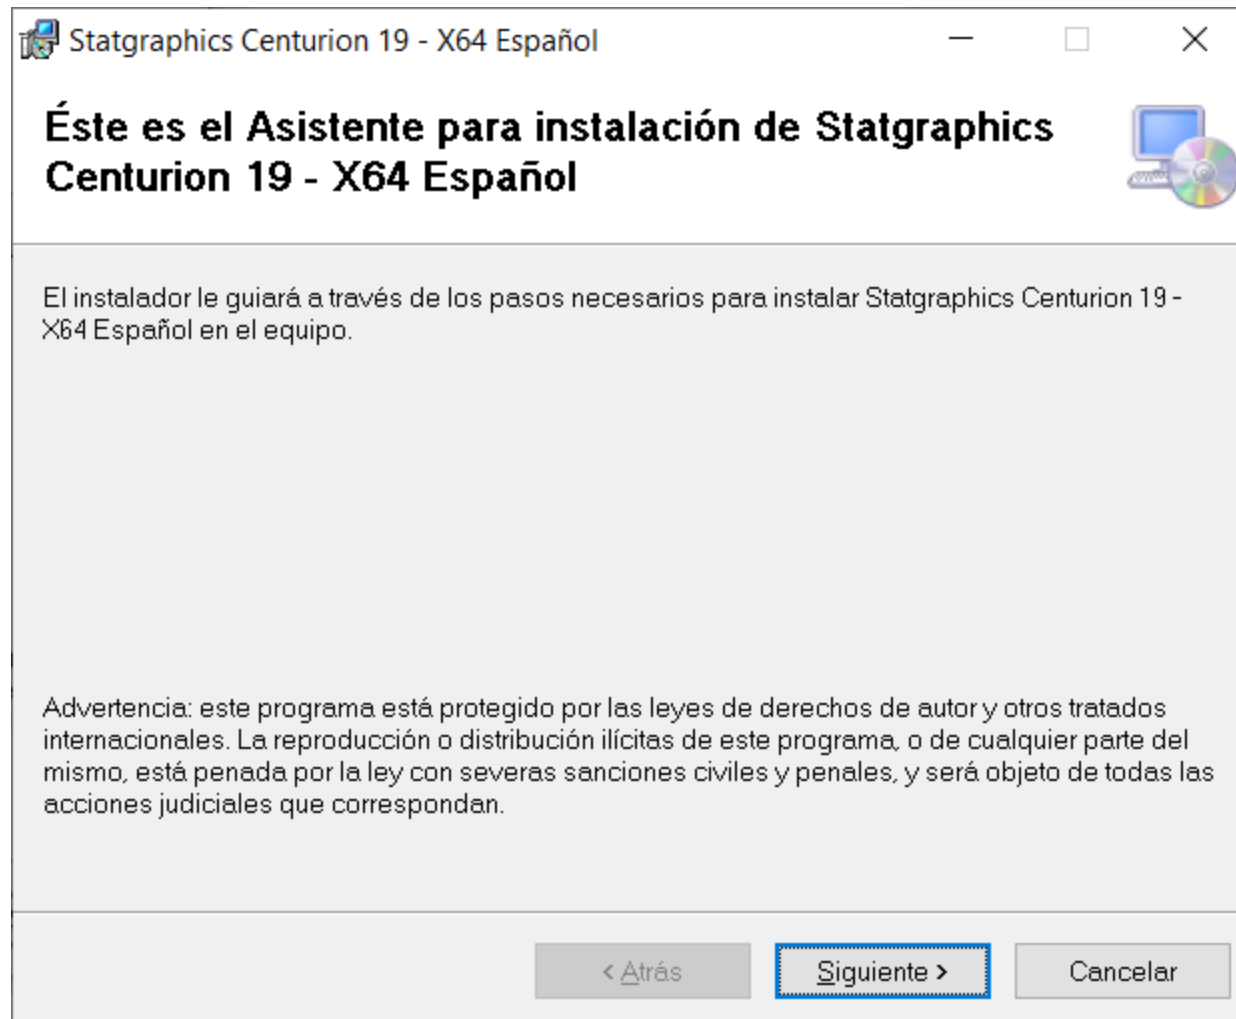 Statgraphics Centurion 19 - X64 Español
Éste es el Asistente para instalación de Statgraphics
Centurion 19 - X64 Español
El instalador le guiará a través de los pasos necesarios para instalar Statgraphics Centurion 19 -
X64 Español en el equipo.
Advertencia: este programa está protegido por las leyes de derechos de autor y otros tratados
internacionales. La reproducción o distribución ilícitas de este programa, o de cualquier parte del
mismo, está penada por la ley con severas sanciones civiles y penales, y será objeto de todas las
acciones judiciales que correspondan.
< Atrás Siguiente > Cancelar